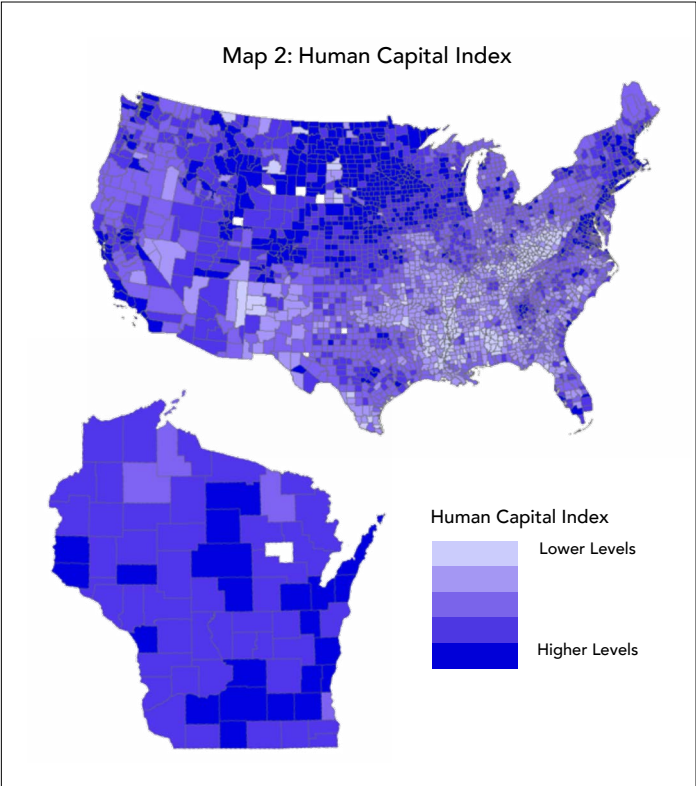 Map 2: Human Capital Index
Human Capital Index
Lower Levels
Higher Levels